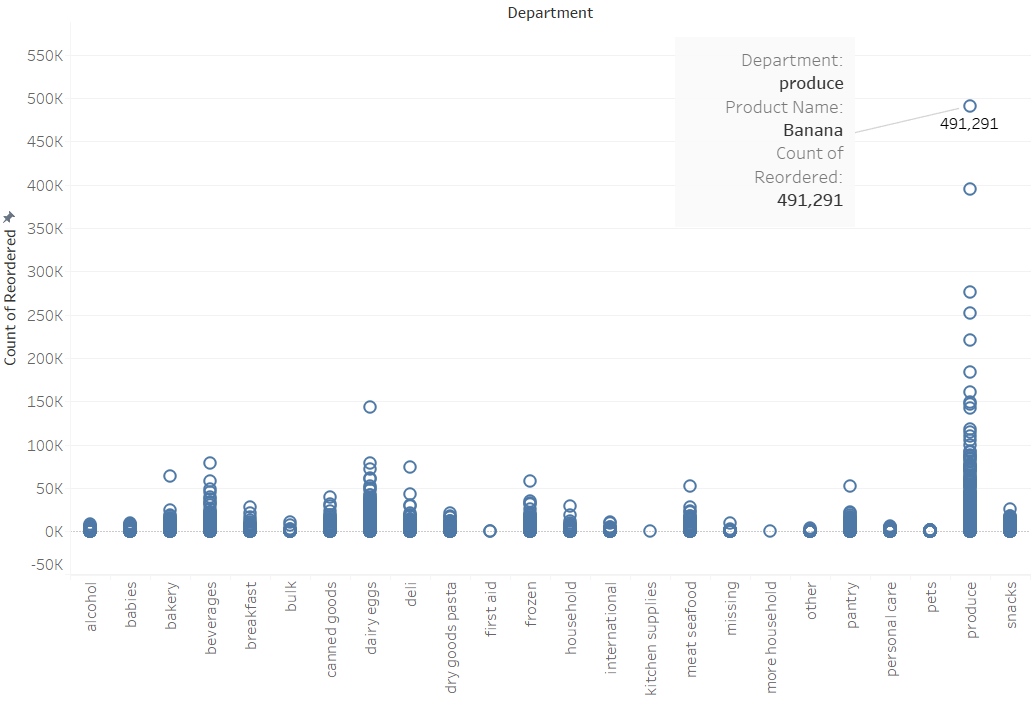 Department
550K
500K
450K
400K
350K
300K
250K
200K
150K
100K
50K
0K
-50K
Count of Reordered
Department:
produce
Product Name:
Banana
Count of
Reordered:
491,291
491,291
alcohol
babies
bakery
beverages
breakfast
bulk
canned goods
dairy eggs
deli
dry goods pasta
first aid
frozen
household
international
kitchen supplies
meat seafood
missing
more household
other
pantry
personal care
pets
produce
snacks